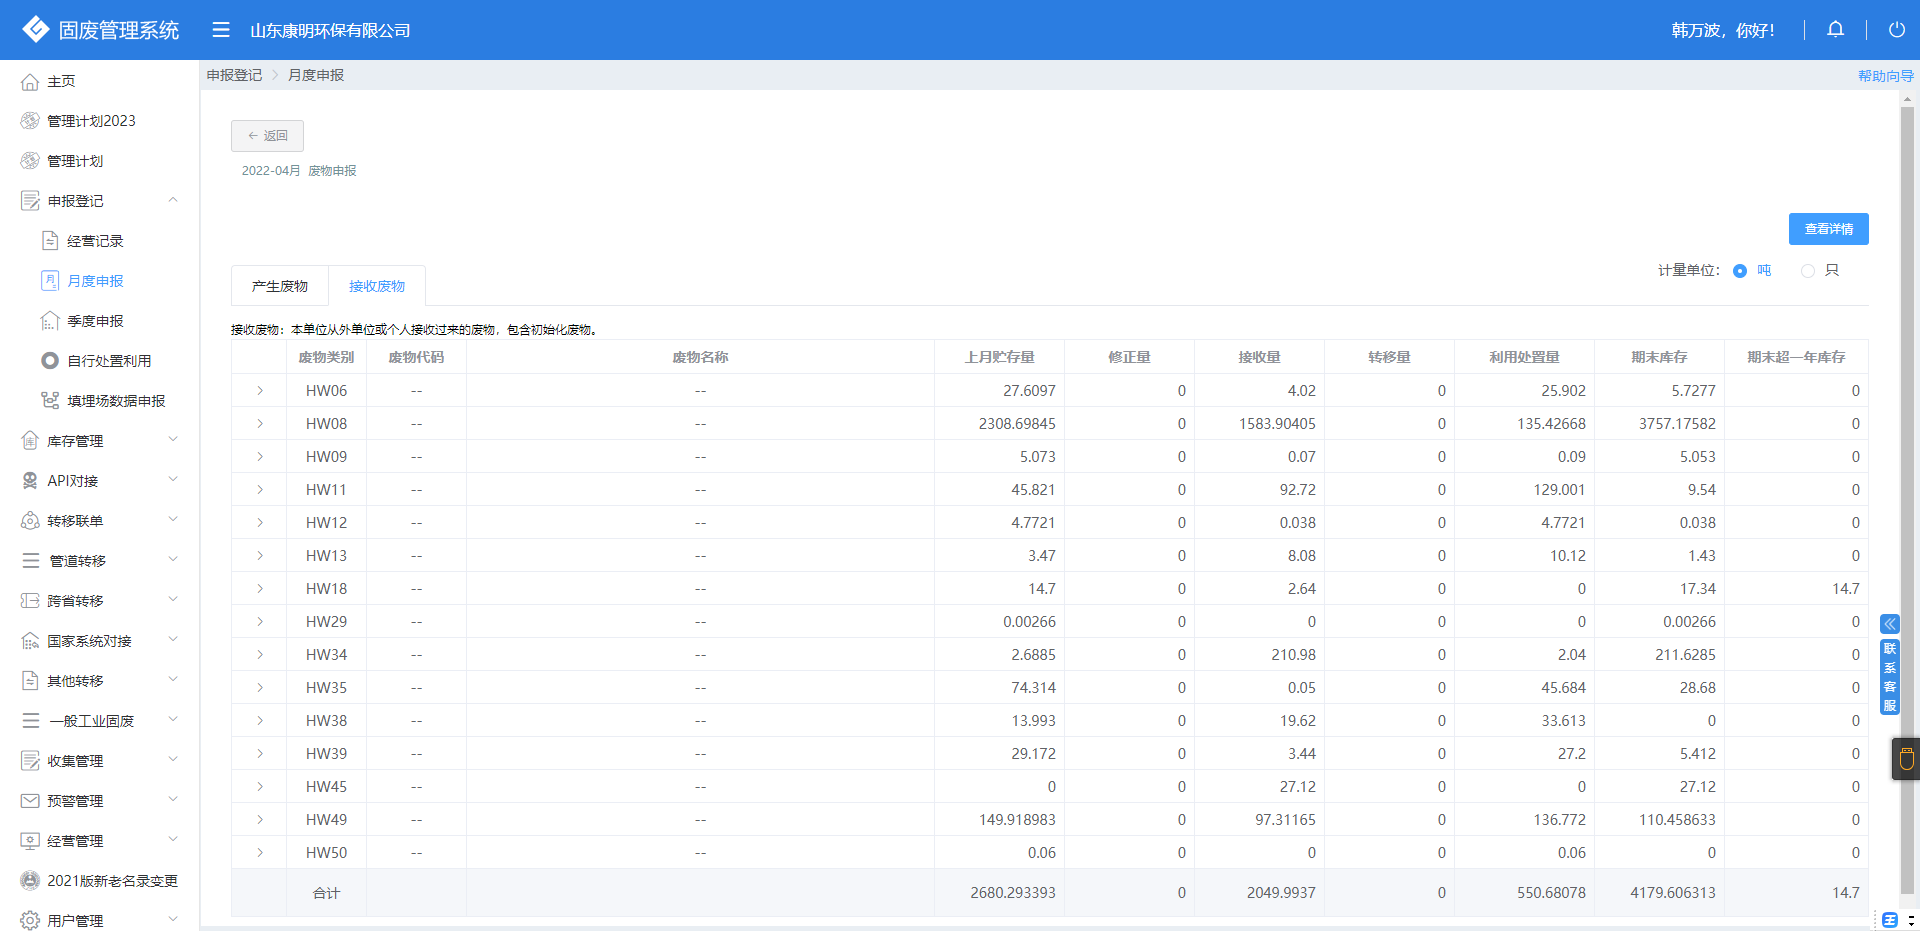 固废管理系统
山东康明环保有限公司
韩万波，你好！
主页
管理计划2023
管理计划
申报登记
经营记录
月度申报
季度申报
自行处置利用
填埋场数据申报
库存管理
API对接
转移联单
管道转移
跨省转移
国家系统对接
其他转移
一般工业固废
收集管理
预警管理
经营管理
2021版新老名录变更
用户管理
申报登记 > 月度申报
帮助向导
← 返回
2022-04月 废物申报
查看详情
计量单位： 吨 只
产生废物 接收废物
接收废物：本单位从外单位或个人接收过来的废物，包含初始化废物。
废物类别 废物代码 废物名称 上月贮存量 修正量 接收量 转移量 利用处置量 期末库存 期末超一年库存
HW06 -- -- 27.6097 0 4.02 0 25.902 5.7277 0
HW08 -- -- 2308.69845 0 1583.90405 0 135.42668 3757.17582 0
HW09 -- -- 5.073 0 0.07 0 0.09 5.053 0
HW11 -- -- 45.821 0 92.72 0 129.001 9.54 0
HW12 -- -- 4.7721 0 0.038 0 4.7721 0.038 0
HW13 -- -- 3.47 0 8.08 0 10.12 1.43 0
HW18 -- -- 14.7 0 2.64 0 0 17.34 14.7
HW29 -- -- 0.00266 0 0 0 0 0.00266 0
HW34 -- -- 2.6885 0 210.98 0 2.04 211.6285 0
HW35 -- -- 74.314 0 0.05 0 45.684 28.68 0
HW38 -- -- 13.993 0 19.62 0 33.613 0 0
HW39 -- -- 29.172 0 3.44 0 27.2 5.412 0
HW45 -- -- 0 0 27.12 0 0 27.12 0
HW49 -- -- 149.918983 0 97.31165 0 136.772 110.458633 0
HW50 -- -- 0.06 0 0 0 0.06 0 0
合计 2680.293393 0 2049.9937 0 550.68078 4179.606313 14.7
联系客服